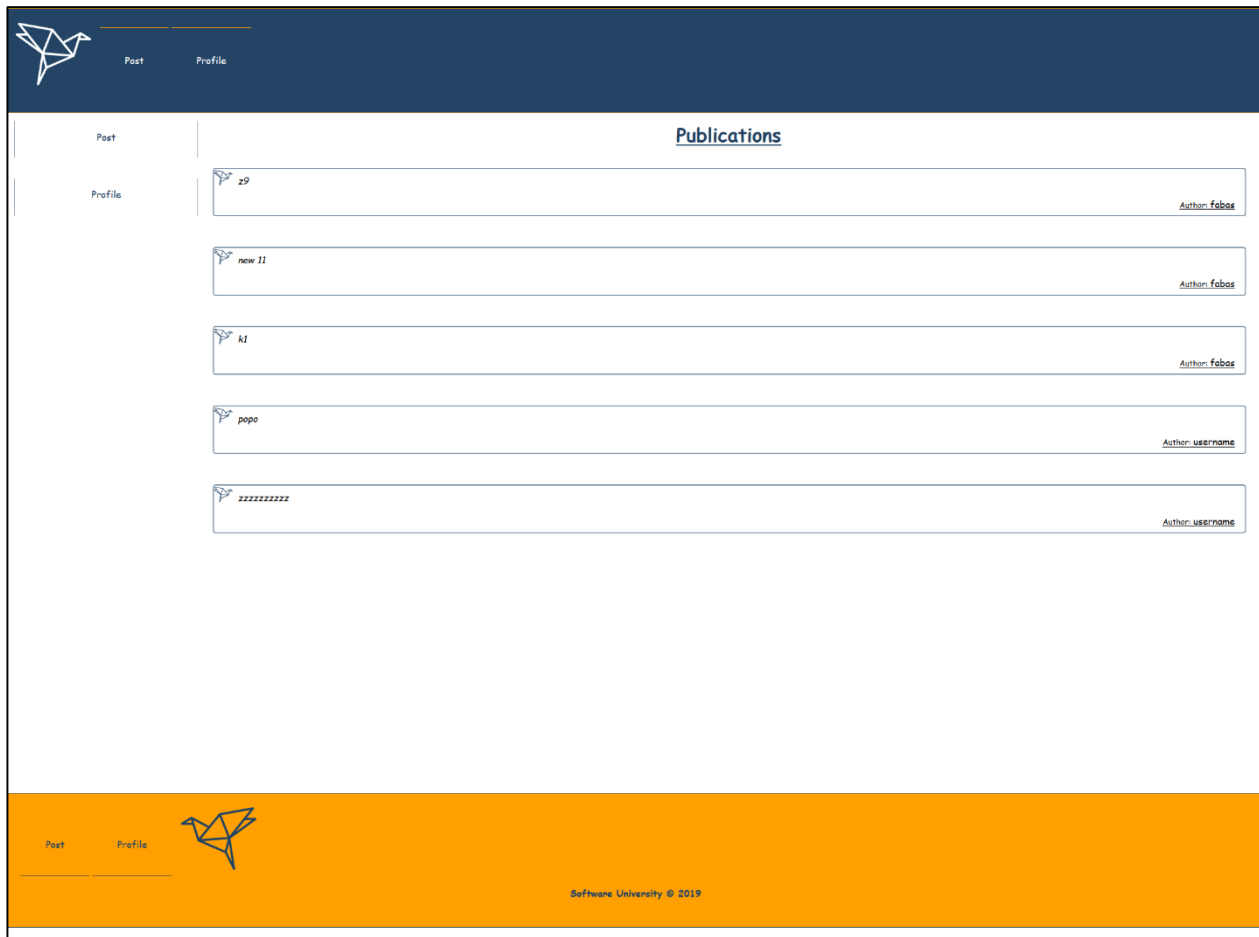 Post Profile
Post
Profile
Publications
z9
Author: fabas
new 11
Author: fabas
k1
Author: fabas
popo
Author: username
zzzzzzzzzz
Author: username
Post Profile
Software University © 2019